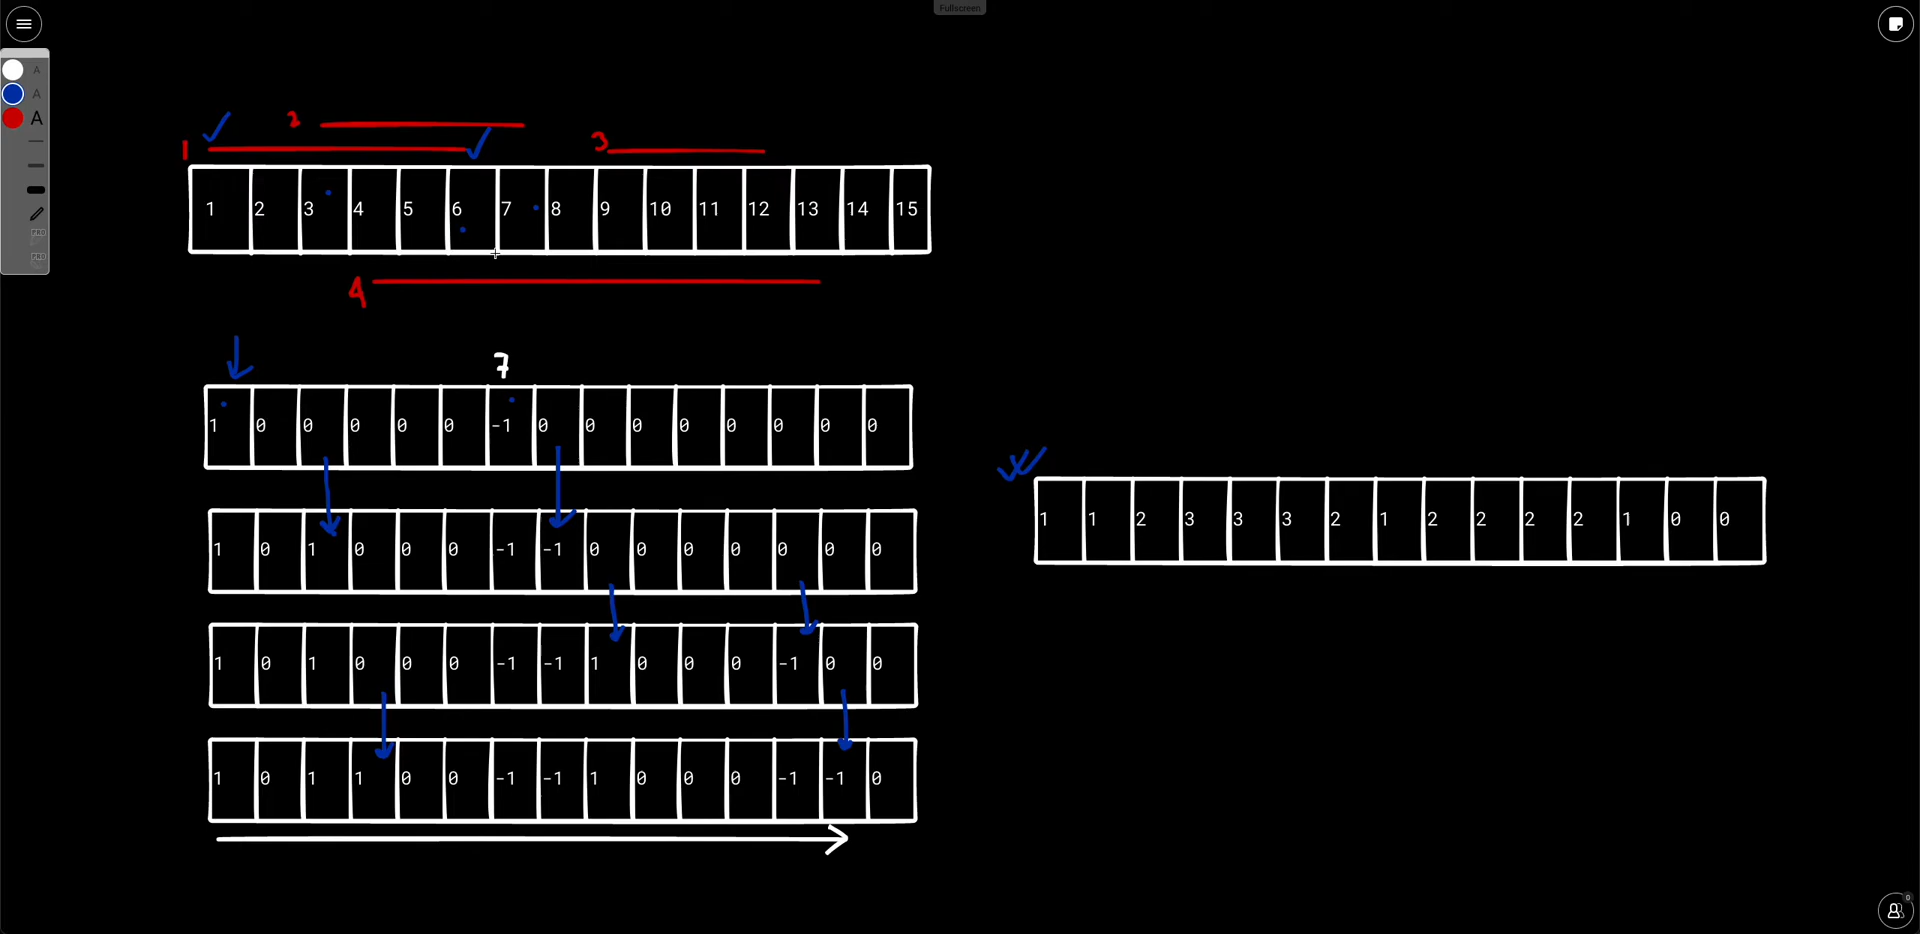 Fullscreen
A
A
A
PRO
PRO
2
1
3
1 2 3 4 5 6 7 8 9 10 11 12 13 14 15
4
7
1 0 0 0 0 0 -1 0 0 0 0 0 0 0 0
1 0 1 0 0 0 -1 -1 0 0 0 0 0 0 0
1 0 1 0 0 0 -1 -1 1 0 0 0 -1 0 0
1 0 1 1 0 0 -1 -1 1 0 0 0 -1 -1 0
1 1 2 3 3 3 2 1 2 2 2 2 1 0 0
0